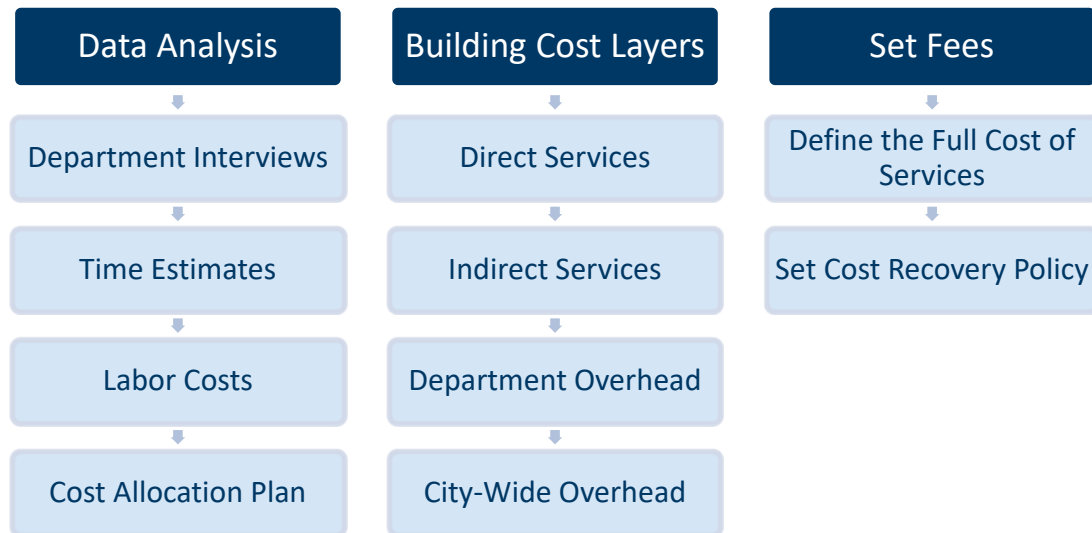 Data Analysis
Department Interviews
Time Estimates
Labor Costs
Cost Allocation Plan
Building Cost Layers
Direct Services
Indirect Services
Department Overhead
City-Wide Overhead
Set Fees
Define the Full Cost of
Services
Set Cost Recovery Policy